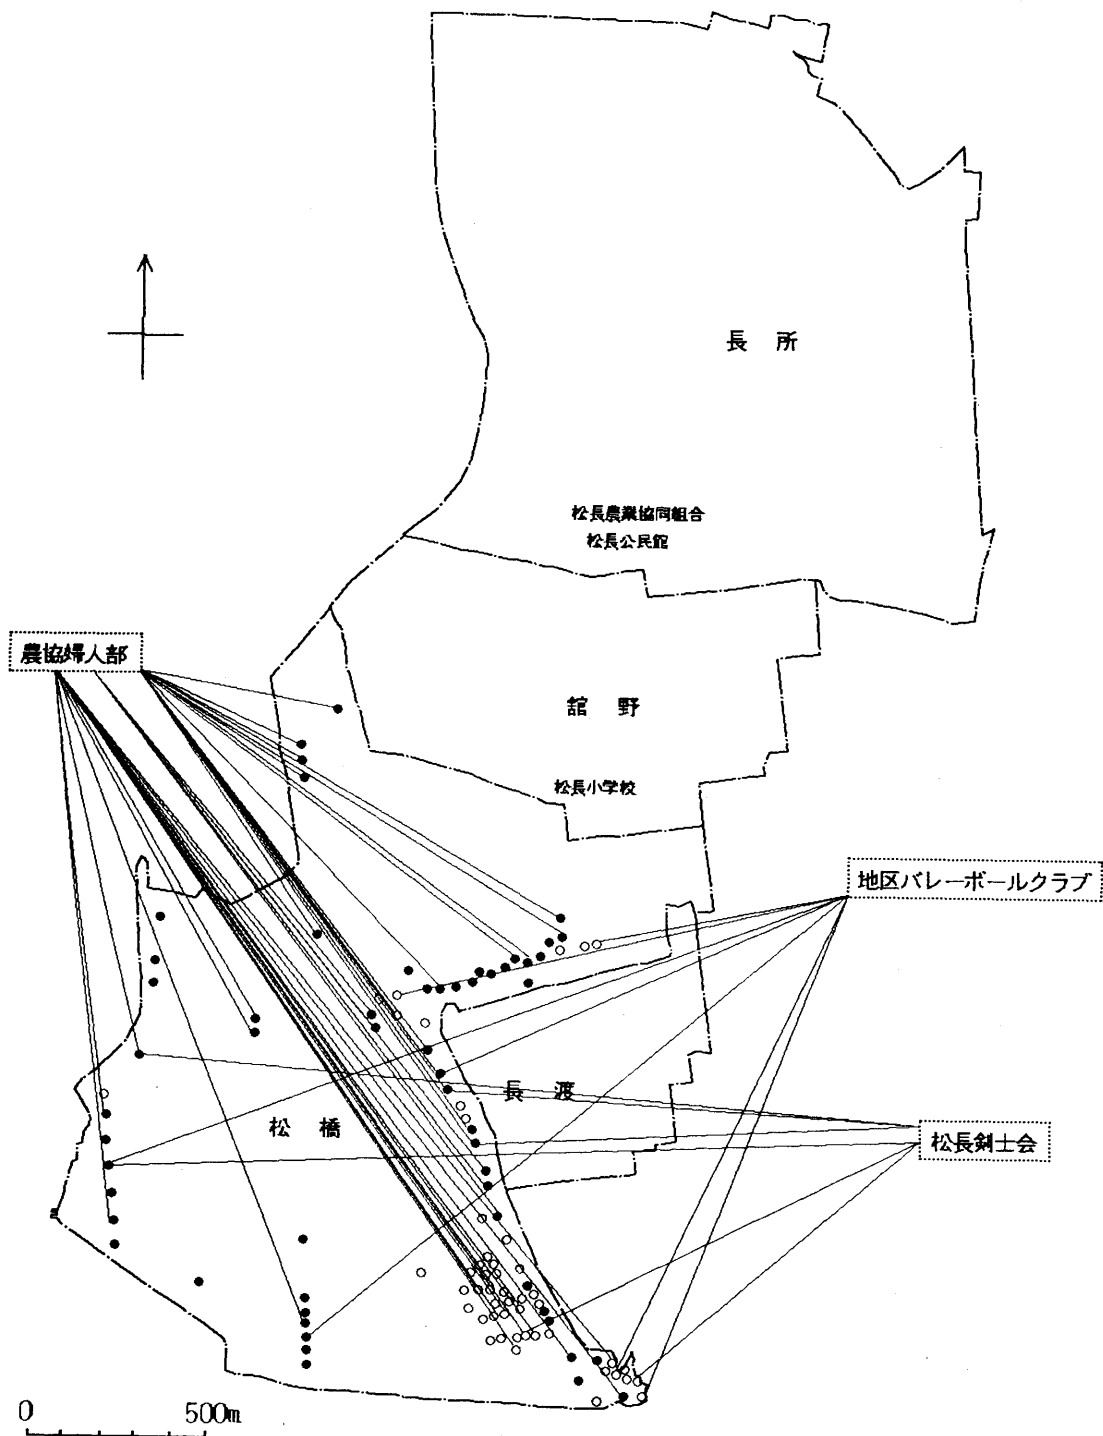 長所
松長農業協同組合
松長公民館
農協婦人部
舘野
松長小学校
地区バレーボールクラブ
長渡
松橋
松長剣士会
0 500m